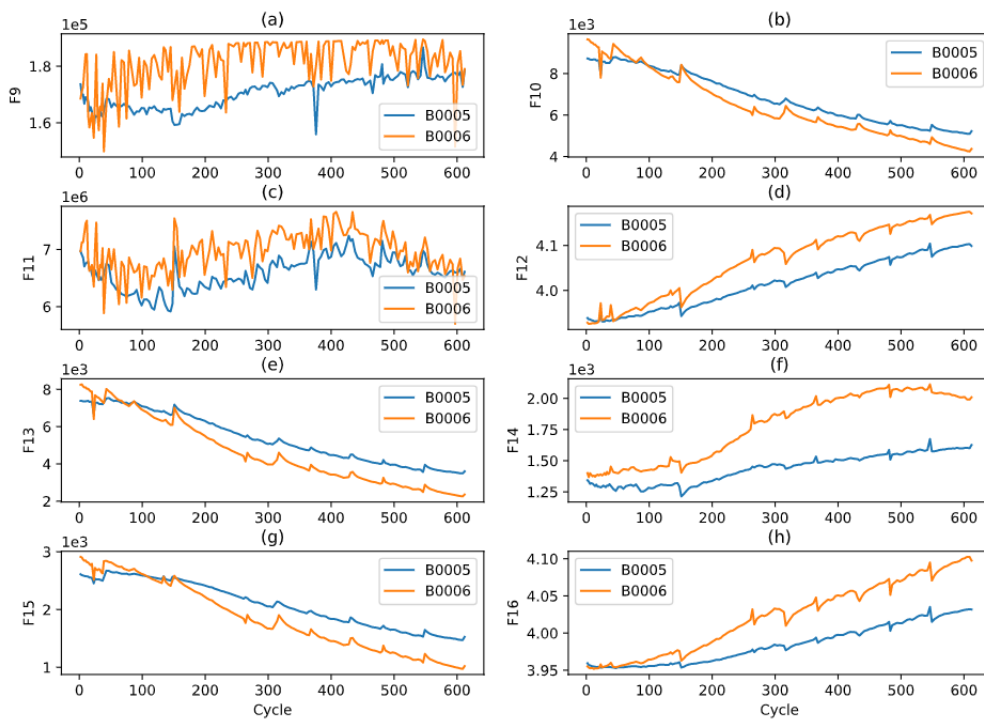 (a)
1e5
F9
1.8
1.6
B0005
B0006
0 100 200 300 400 500 600
(b)
1e3
F10
8
6
4
B0005
B0006
0 100 200 300 400 500 600
(c)
1e6
F11
7
6
B0005
B0006
0 100 200 300 400 500 600
(d)
F12
4.1
4.0
B0005
B0006
0 100 200 300 400 500 600
(e)
1e3
F13
8
6
4
2
B0005
B0006
0 100 200 300 400 500 600
(f)
1e3
F14
2.00
1.75
1.50
1.25
B0005
B0006
0 100 200 300 400 500 600
(g)
1e3
F15
3
2
1
B0005
B0006
0 100 200 300 400 500 600
Cycle
(h)
F16
4.10
4.05
4.00
3.95
B0005
B0006
0 100 200 300 400 500 600
Cycle